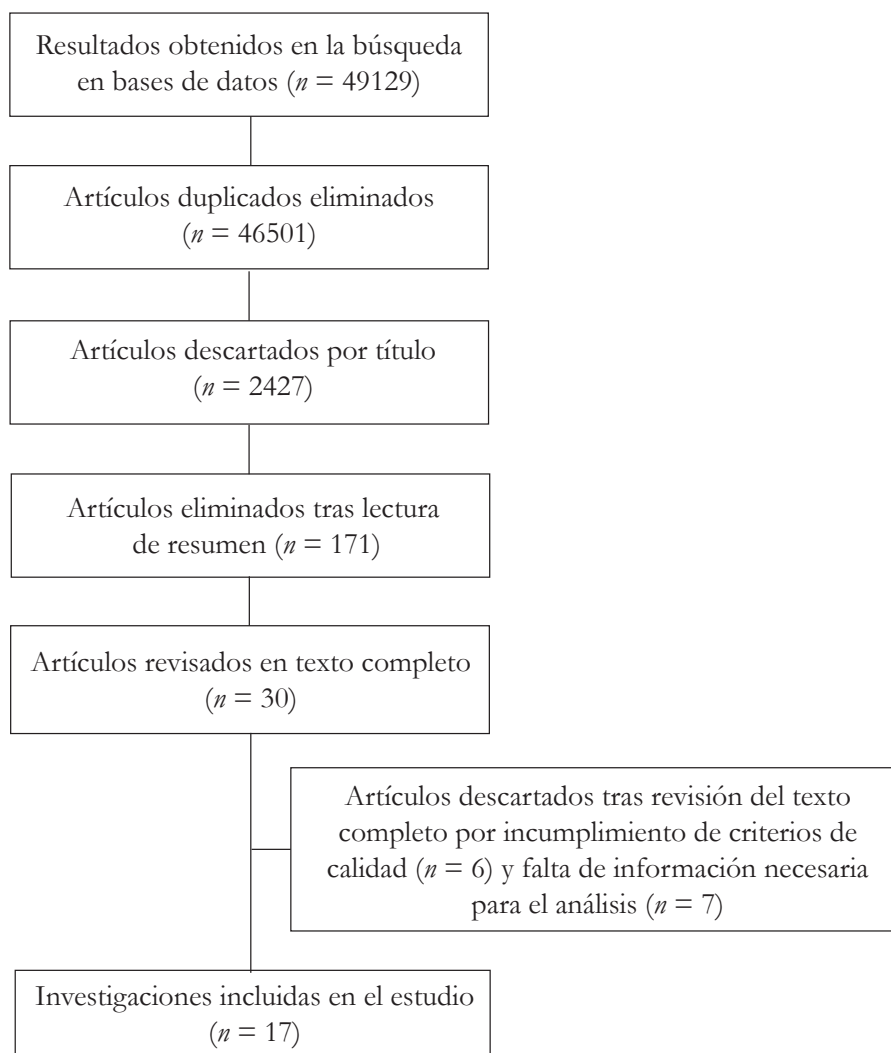 Resultados obtenidos en la búsqueda
en bases de datos (n = 49129)
Artículos duplicados eliminados
(n = 46501)
Artículos descartados por título
(n = 2427)
Artículos eliminados tras lectura
de resumen (n = 171)
Artículos revisados en texto completo
(n = 30)
Artículos descartados tras revisión del texto
completo por incumplimiento de criterios de
calidad (n = 6) y falta de información necesaria
para el análisis (n = 7)
Investigaciones incluidas en el estudio
(n = 17)